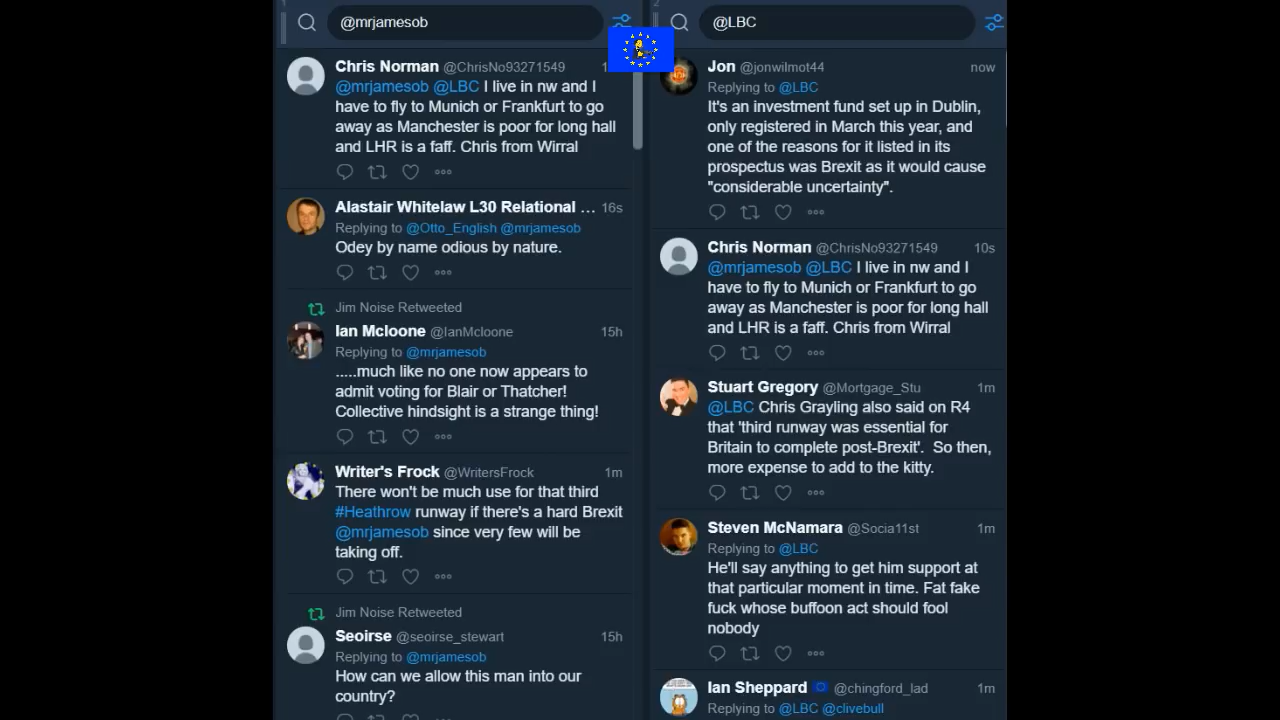 1
@mrjamesob
Chris Norman @ChrisNo93271549
@mrjamesob @LBC I live in nw and I
have to fly to Munich or Frankfurt to go
away as Manchester is poor for long hall
and LHR is a faff. Chris from Wirral
Alastair Whitelaw L30 Relational ... 16s
Replying to @Otto_English @mrjamesob
Odey by name odious by nature.
Jim Noise Retweeted
Ian Mcloone @IanMcloone 15h
Replying to @mrjamesob
.....much like no one now appears to
admit voting for Blair or Thatcher!
Collective hindsight is a strange thing!
Writer's Frock @WritersFrock 1m
There won't be much use for that third
#Heathrow runway if there's a hard Brexit
@mrjamesob since very few will be
taking off.
Jim Noise Retweeted
Seoirse @seoirse_stewart 15h
Replying to @mrjamesob
How can we allow this man into our
country?
2
@LBC
Jon @jonwilmot44 now
Replying to @LBC
It's an investment fund set up in Dublin,
only registered in March this year, and
one of the reasons for it listed in its
prospectus was Brexit as it would cause
"considerable uncertainty".
Chris Norman @ChrisNo93271549 10s
@mrjamesob @LBC I live in nw and I
have to fly to Munich or Frankfurt to go
away as Manchester is poor for long hall
and LHR is a faff. Chris from Wirral
Stuart Gregory @Mortgage_Stu 1m
@LBC Chris Grayling also said on R4
that 'third runway was essential for
Britain to complete post-Brexit'.  So then,
more expense to add to the kitty.
Steven McNamara @Socia11st 1m
Replying to @LBC
He'll say anything to get him support at
that particular moment in time. Fat fake
fuck whose buffoon act should fool
nobody
Ian Sheppard @chingford_lad 1m
Replying to @LBC @clivebull